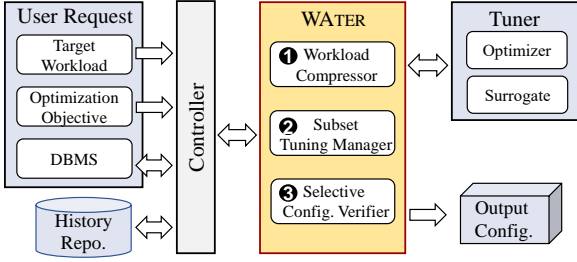 User Request
Target
Workload
Optimization
Objective
DBMS
History
Repo.
Controller
WATER
❶ Workload
Compressor
❷ Subset
Tuning Manager
❸ Selective
Config. Verifier
Tuner
Optimizer
Surrogate
Output
Config.